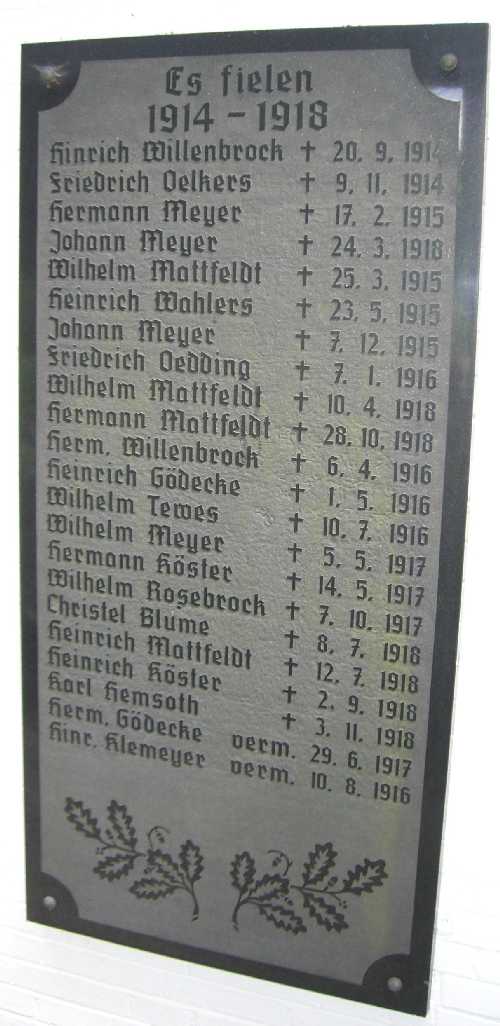 Es fielen
1914 – 1918
Hinrich Willenbrock † 20. 9. 1914
Friedrich Oelkers † 9. 11. 1914
Hermann Meyer † 17. 2. 1915
Johann Meyer † 24. 3. 1918
Wilhelm Mattfeldt † 25. 3. 1915
Heinrich Wahlers † 23. 5. 1915
Johann Meyer † 7. 12. 1915
Friedrich Oedding † 7. 1. 1916
Wilhelm Mattfeldt † 10. 4. 1918
Hermann Mattfeldt † 28. 10. 1918
Herm. Willenbrock † 6. 4. 1916
Heinrich Gödecke † 1. 5. 1916
Wilhelm Tewes † 10. 7. 1916
Wilhelm Meyer † 5. 5. 1917
Hermann Köster † 14. 5. 1917
Wilhelm Rosebrock † 7. 10. 1917
Christel Blume † 8. 7. 1918
Heinrich Mattfeldt † 12. 7. 1918
Heinrich Köster † 2. 9. 1918
Karl Hemsoth † 3. 11. 1918
Herm. Gödecke verm. 29. 6. 1917
Hinr. Klemeyer verm. 10. 8. 1916